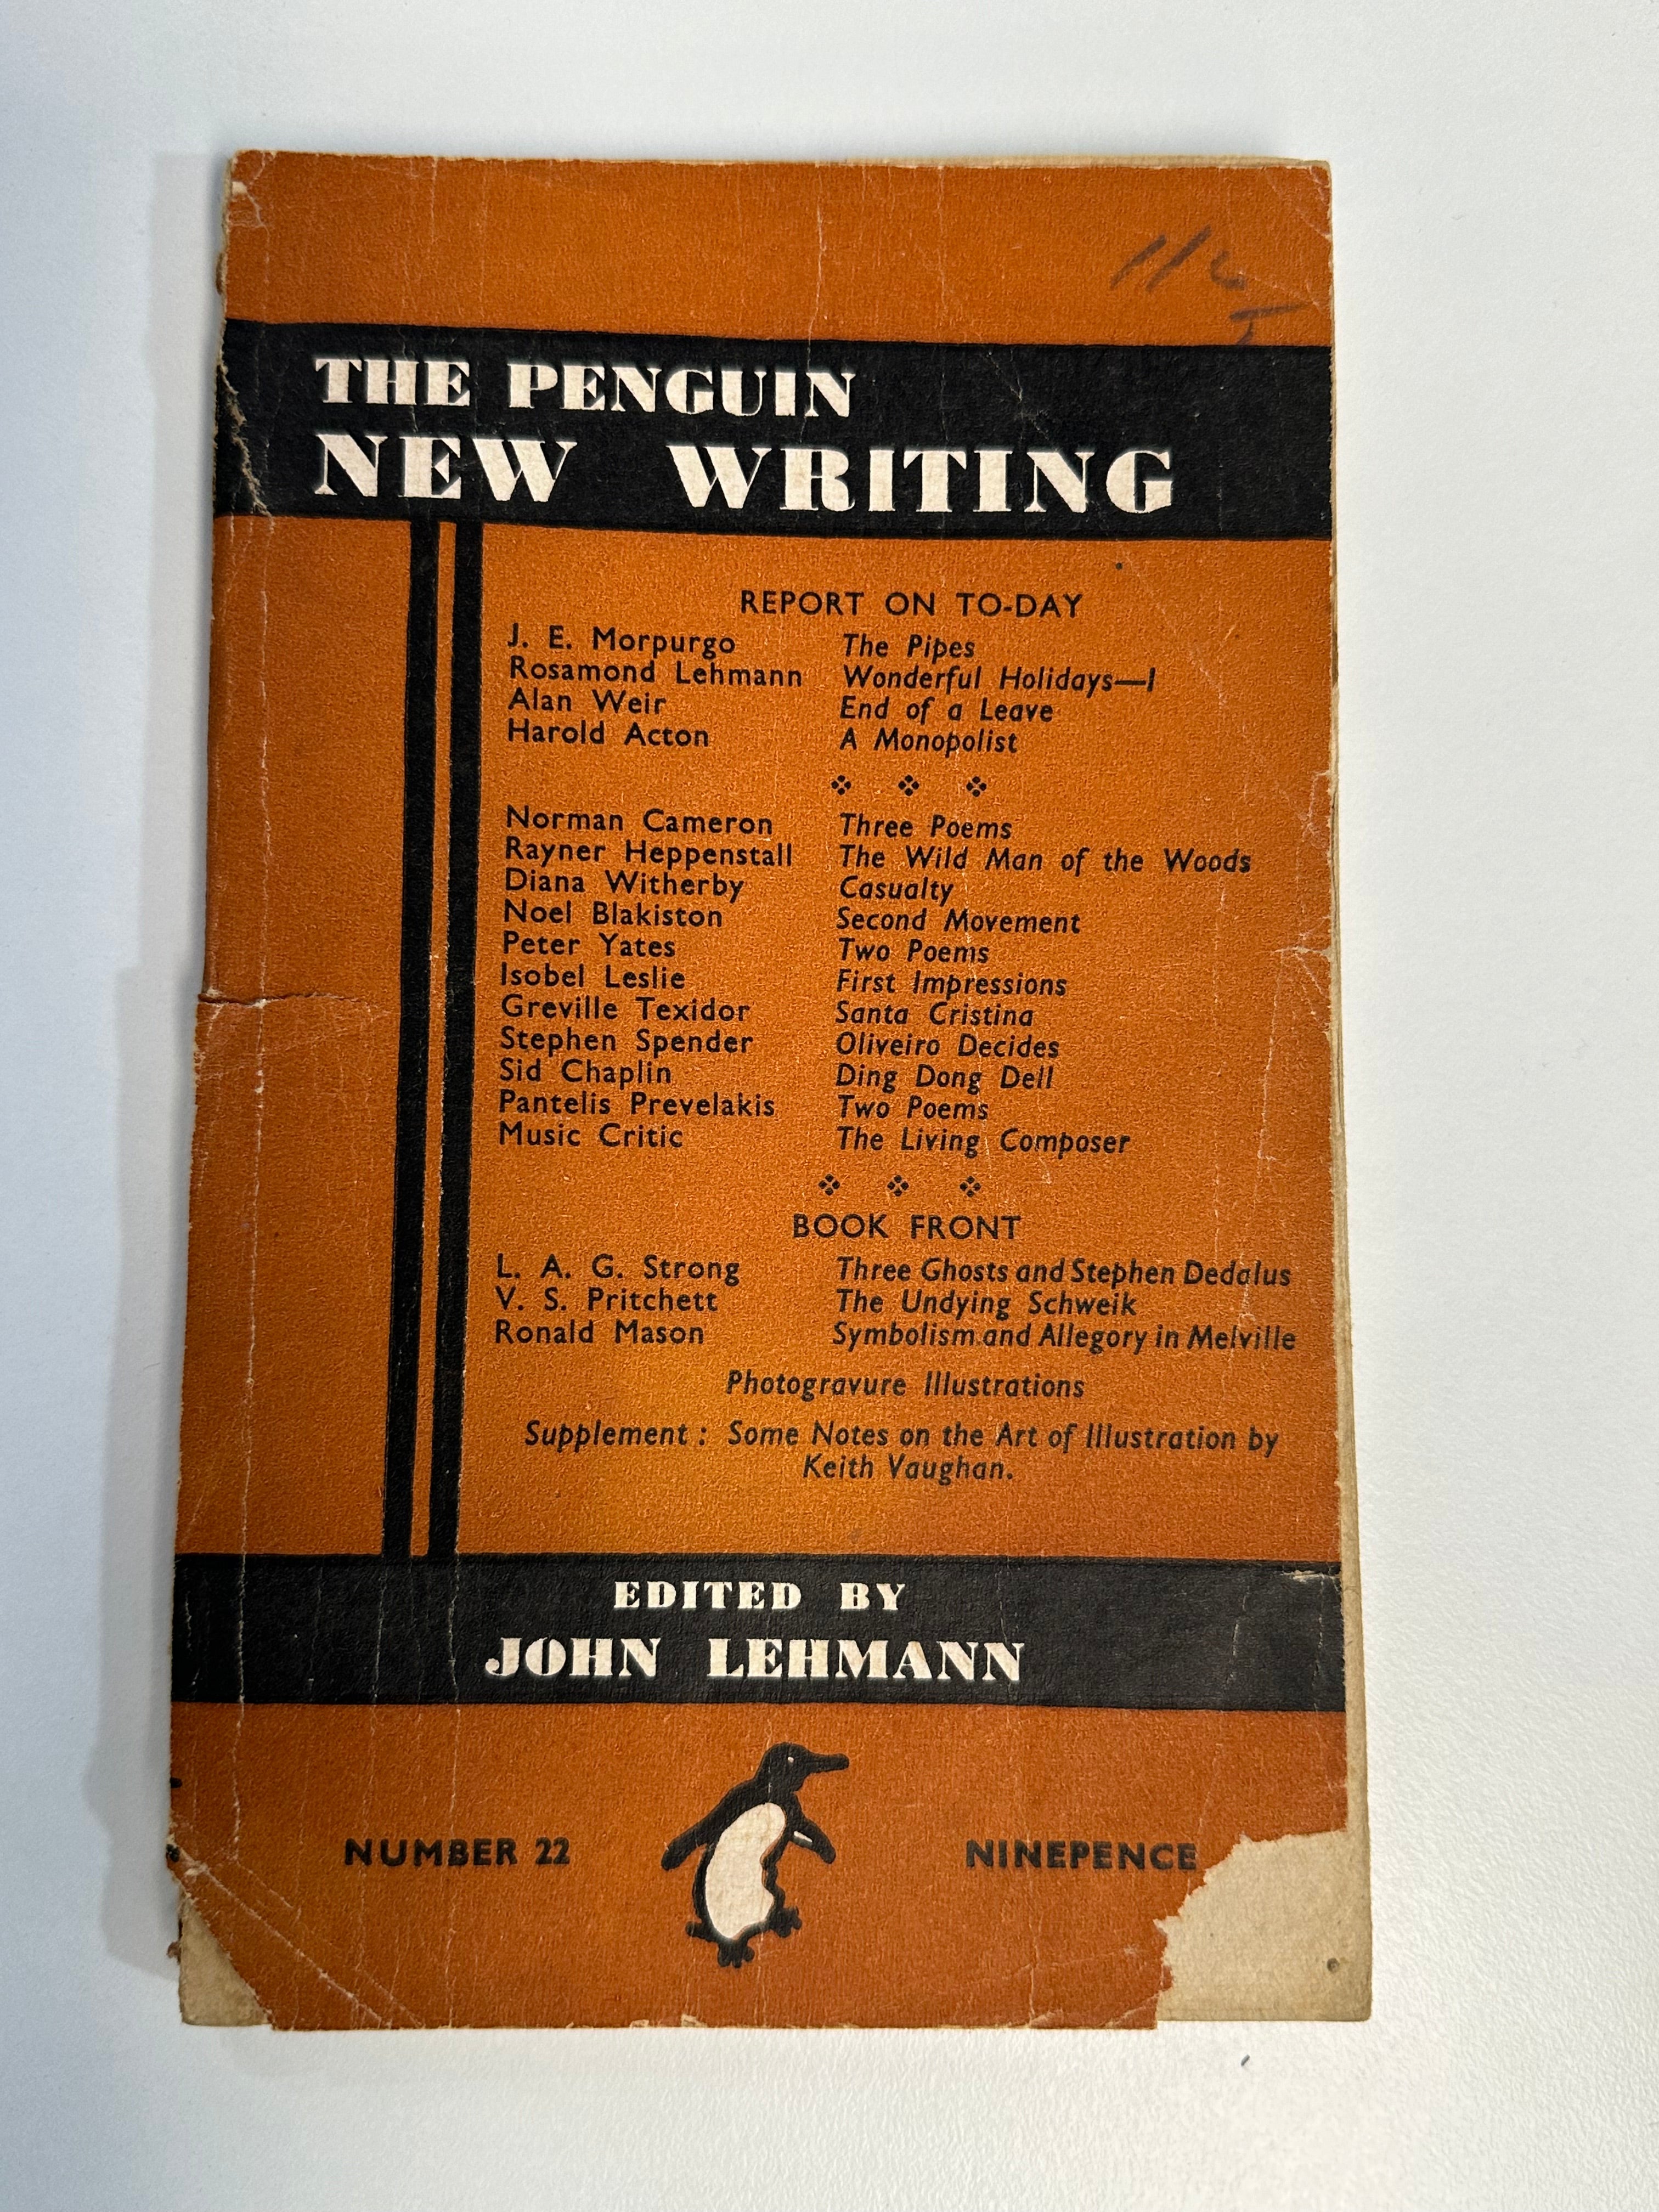 THE PENGUIN
NEW WRITING
REPORT ON TO-DAY
J. E. Morpurgo The Pipes
Rosamond Lehmann Wonderful Holidays—I
Alan Weir End of a Leave
Harold Acton A Monopolist
Norman Cameron Three Poems
Rayner Heppenstall The Wild Man of the Woods
Diana Witherby Casualty
Noel Blakiston Second Movement
Peter Yates Two Poems
Isobel Leslie First Impressions
Greville Texidor Santa Cristina
Stephen Spender Oliveiro Decides
Sid Chaplin Ding Dong Dell
Pantelis Prevelakis Two Poems
Music Critic The Living Composer
BOOK FRONT
L. A. G. Strong Three Ghosts and Stephen Dedalus
V. S. Pritchett The Undying Schweik
Ronald Mason Symbolism and Allegory in Melville
Photogravure Illustrations
Supplement : Some Notes on the Art of Illustration by
Keith Vaughan.
EDITED BY
JOHN LEHMANN
NUMBER 22 NINEPENCE